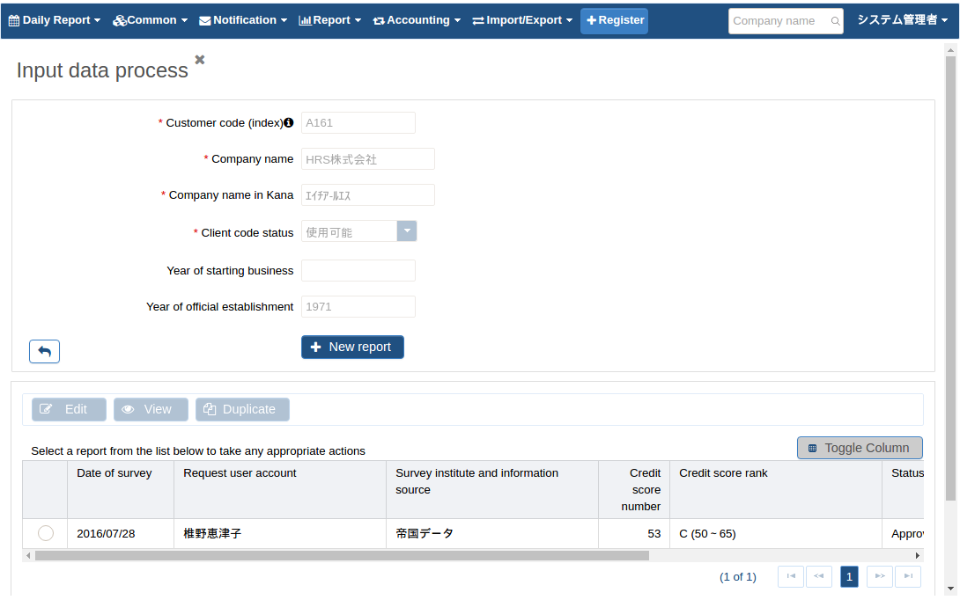 Daily Report Common Notification Report Accounting Import/Export Register Company name システム管理者
Input data process
* Customer code (index) A161
* Company name HRS株式会社
* Company name in Kana ｴｲﾁｱ-ﾙｴｽ
* Client code status 使用可能
Year of starting business
Year of official establishment 1971
New report
Edit View Duplicate
Select a report from the list below to take any appropriate actions Toggle Column
Date of survey Request user account Survey institute and information source Credit score number Credit score rank Status
2016/07/28 椎野恵津子 帝国データ 53 C (50 ~ 65) Approv
(1 of 1) 1